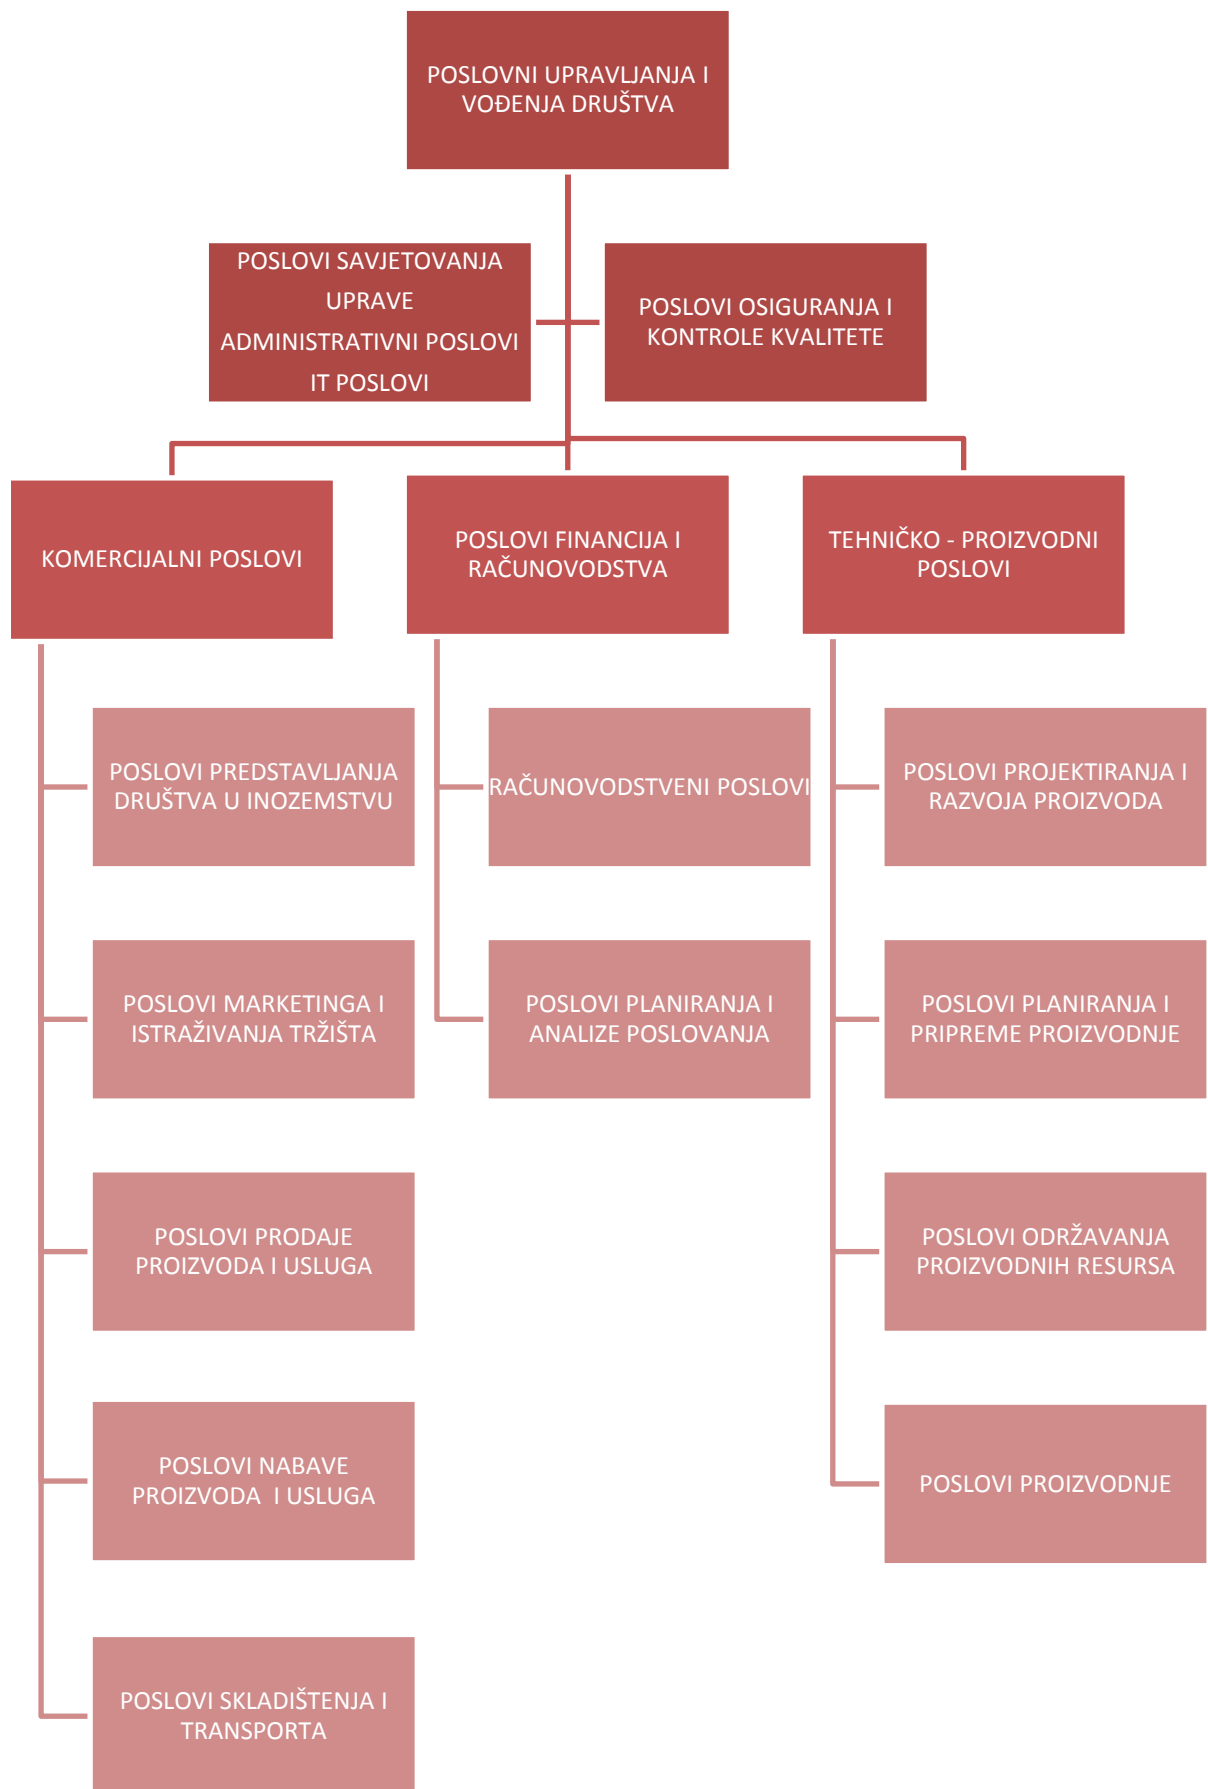 POSLOVNI UPRAVLJANJA I
VOĐENJA DRUŠTVA
POSLOVI SAVJETOVANJA
UPRAVE
ADMINISTRATIVNI POSLOVI
IT POSLOVI
POSLOVI OSIGURANJA I
KONTROLE KVALITETE
KOMERCIJALNI POSLOVI
POSLOVI FINANCIJA I
RAČUNOVODSTVA
TEHNIČKO - PROIZVODNI
POSLOVI
POSLOVI PREDSTAVLJANJA
DRUŠTVA U INOZEMSTVU
POSLOVI MARKETINGA I
ISTRAŽIVANJA TRŽIŠTA
POSLOVI PRODAJE
PROIZVODA I USLUGA
POSLOVI NABAVE
PROIZVODA  I USLUGA
POSLOVI SKLADIŠTENJA I
TRANSPORTA
RAČUNOVODSTVENI POSLOVI
POSLOVI PLANIRANJA I
ANALIZE POSLOVANJA
POSLOVI PROJEKTIRANJA I
RAZVOJA PROIZVODA
POSLOVI PLANIRANJA I
PRIPREME PROIZVODNJE
POSLOVI ODRŽAVANJA
PROIZVODNIH RESURSA
POSLOVI PROIZVODNJE